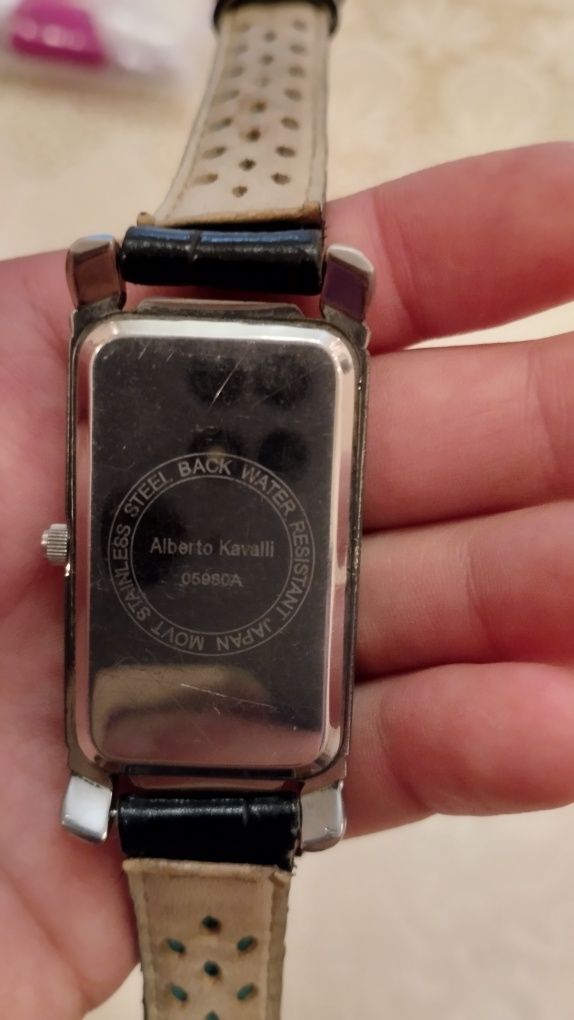 STAINLESS STEEL BACK WATER RESISTANT JAPAN MOVT
Alberto Kavalli
05980A